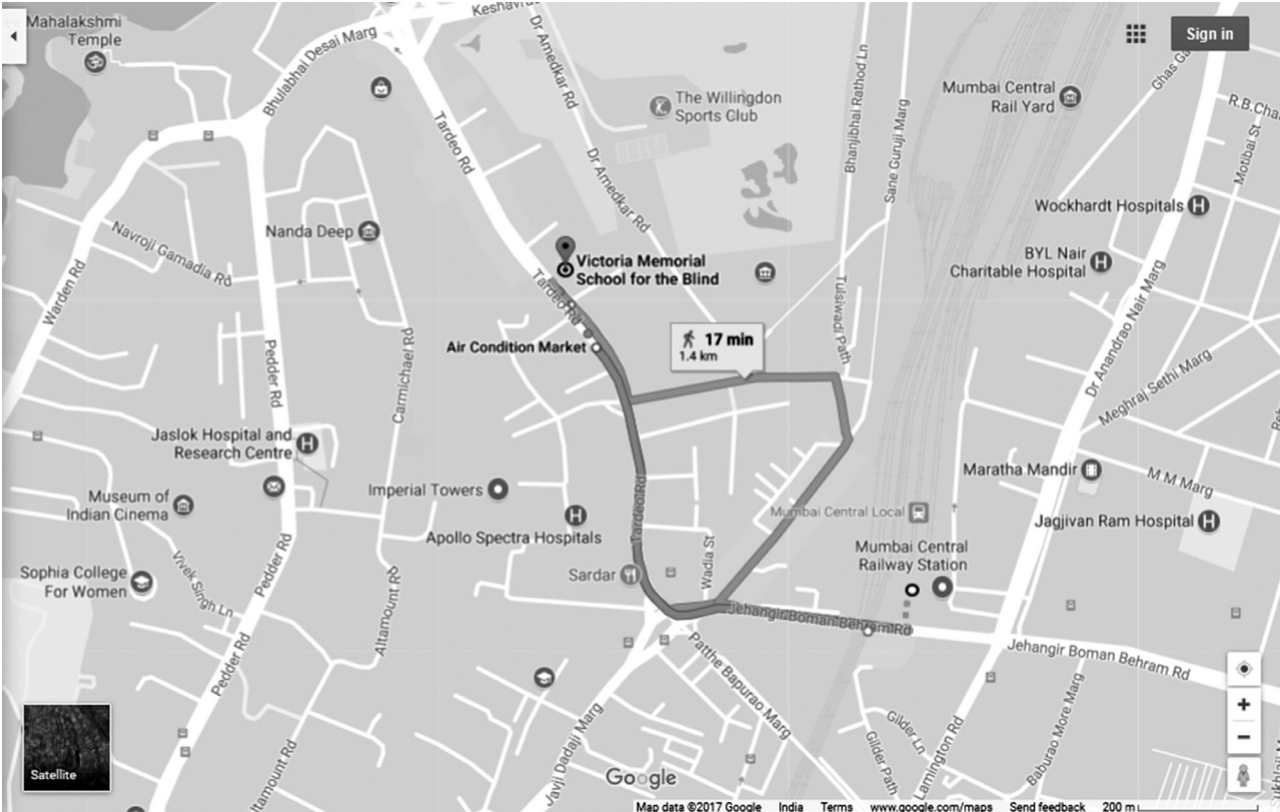 Mahalakshmi
Temple
Bhulabhai Desai Marg
Keshavra
Dr Amedkar Rd
Sign in
Tardeo Rd
The Willingdon
Sports Club
Bhanjibhai Rathod Ln
Sane Guruji Marg
Mumbai Central
Rail Yard
Ghas Ga
R.B.Cha
Motibai St
Dr Amedkar Rd
Wockhardt Hospitals
Nanda Deep
Navroji Gamadia Rd
Warden Rd
BYL Nair
Charitable Hospital
Victoria Memorial
School for the Blind
Tardeo Rd
Tulsiwadi Path
Dr Anandrao Nair Marg
Air Condition Market
17 min
1.4 km
Pedder Rd
Carmichael Rd
Meghraj Sethi Marg
Jaslok Hospital and
Research Centre
Maratha Mandir
M M Marg
Imperial Towers
Museum of
Indian Cinema
Tardeo Rd
Mumbai Central Local
Jagjivan Ram Hospital
Apollo Spectra Hospitals
Wadia St
Mumbai Central
Railway Station
Sardar
Sophia College
For Women
Vivek Singh Ln
Pedder Rd
Altamount Rd
Jehangir Boman Behram Rd
Jehangir Boman Behram Rd
Pedder Rd
Patthe Bapurao Marg
Javji Dadaji Marg
Gilder Ln
Gilder Path
Lamington Rd
Baburao More Marg
Satellite
ltamount Rd
Google
Map data ©2017 Google India Terms www.google.com/maps Send feedback 200 m